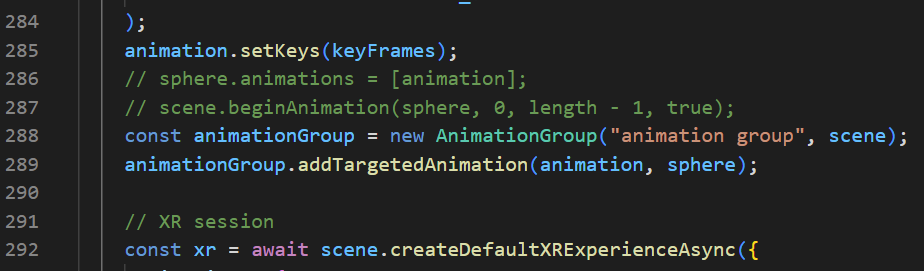 284 );
285 animation.setKeys(keyFrames);
286 // sphere.animations = [animation];
287 // scene.beginAnimation(sphere, 0, length - 1, true);
288 const animationGroup = new AnimationGroup("animation group", scene);
289 animationGroup.addTargetedAnimation(animation, sphere);
290
291 // XR session
292 const xr = await scene.createDefaultXRExperienceAsync({